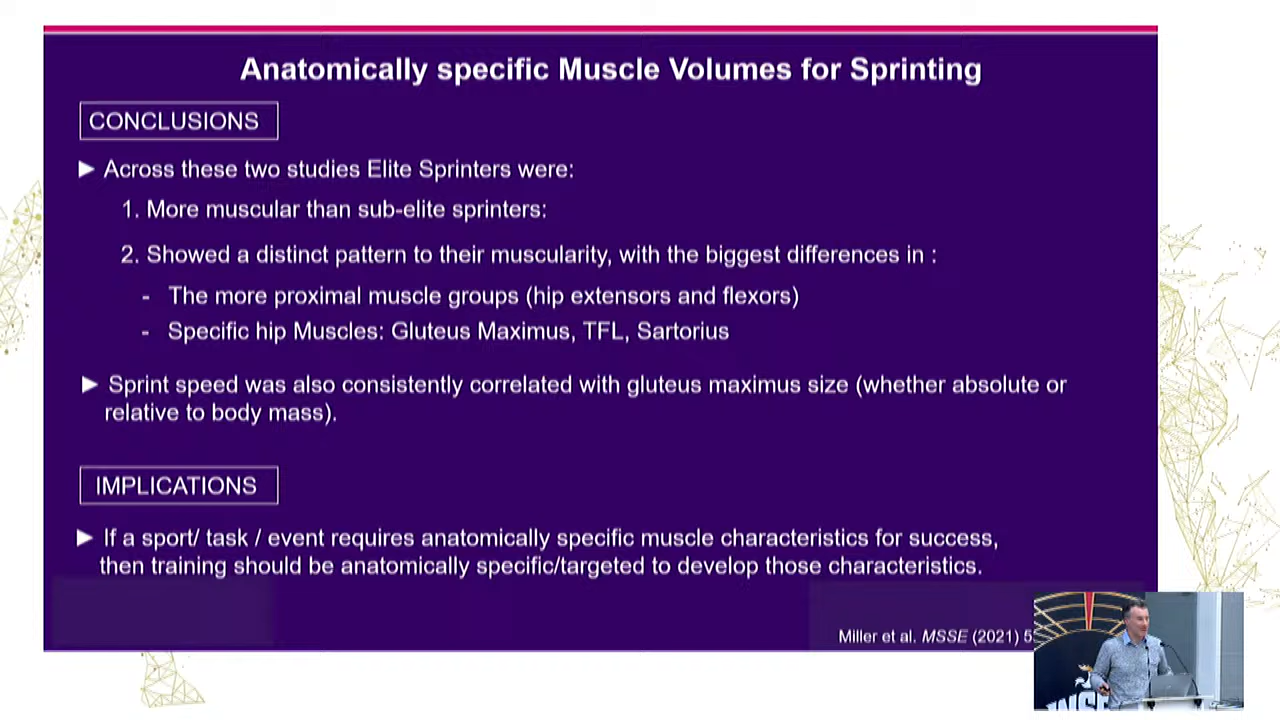 Anatomically specific Muscle Volumes for Sprinting
CONCLUSIONS
► Across these two studies Elite Sprinters were:
1. More muscular than sub-elite sprinters:
2. Showed a distinct pattern to their muscularity, with the biggest differences in :
- The more proximal muscle groups (hip extensors and flexors)
- Specific hip Muscles: Gluteus Maximus, TFL, Sartorius
► Sprint speed was also consistently correlated with gluteus maximus size (whether absolute or
relative to body mass).
IMPLICATIONS
► If a sport/ task / event requires anatomically specific muscle characteristics for success,
then training should be anatomically specific/targeted to develop those characteristics.
Miller et al. MSSE (2021)